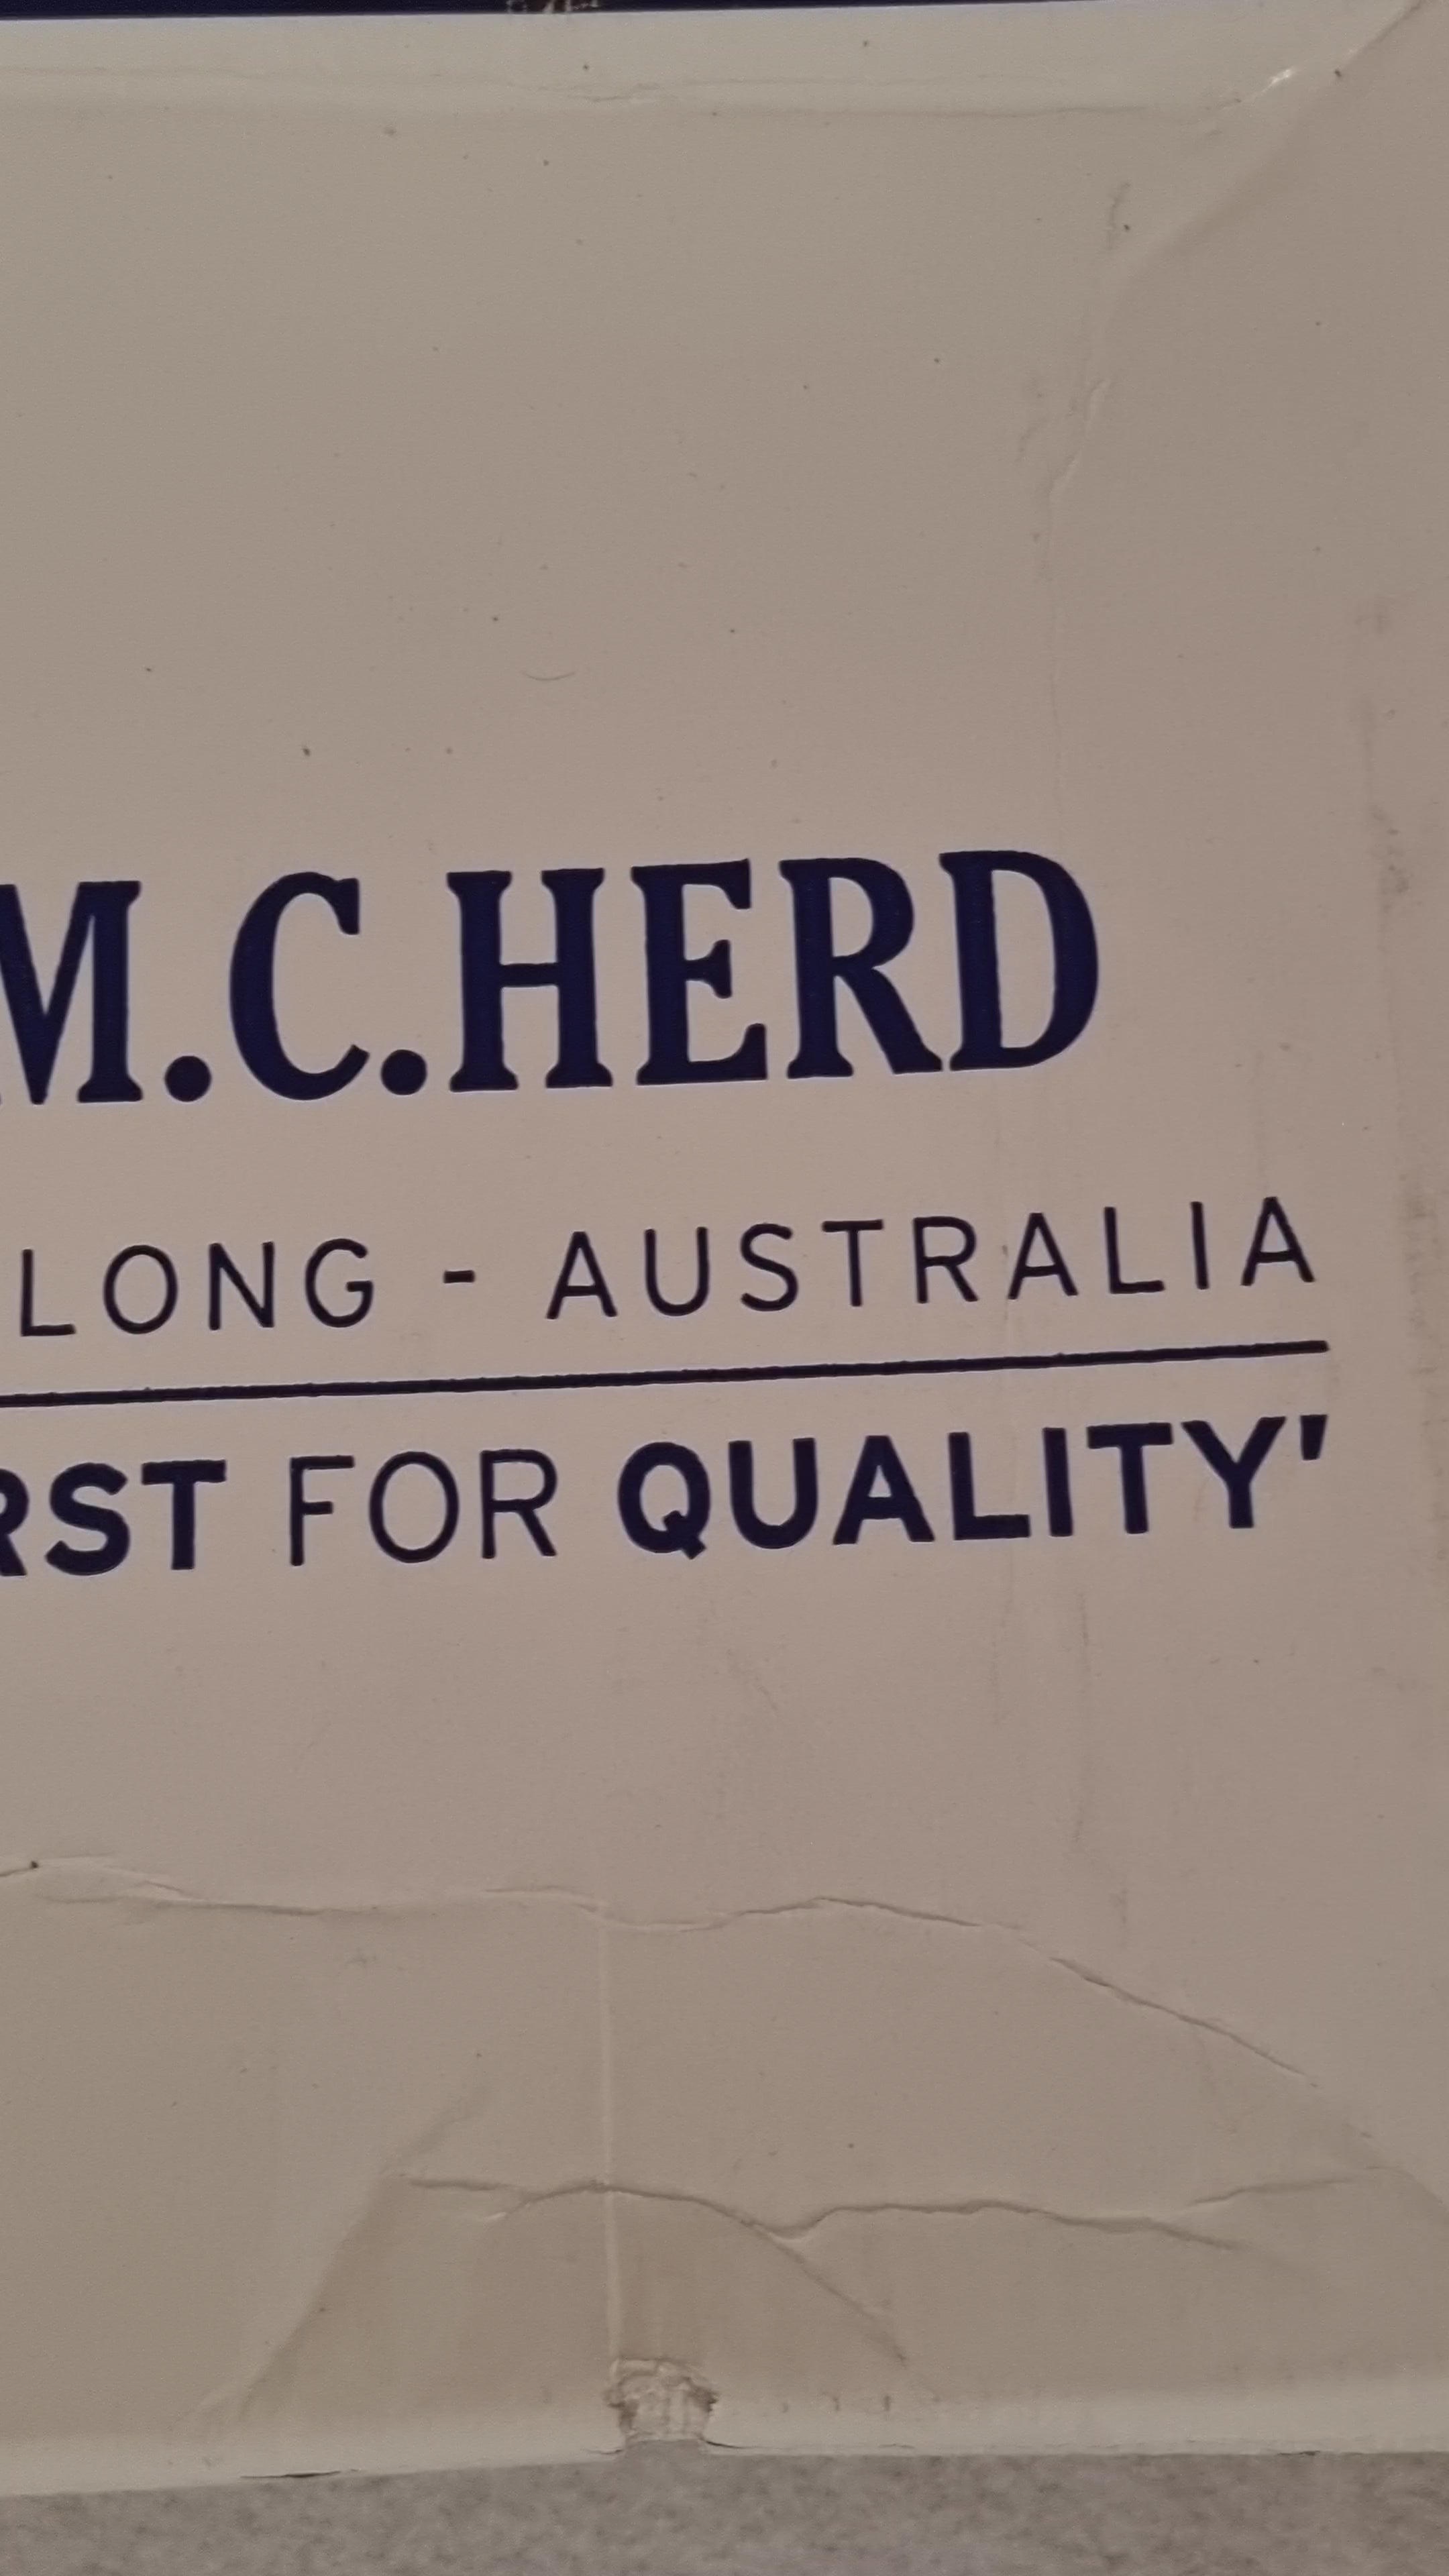 M.C.HERD
LONG - AUSTRALIA
RST FOR QUALITY'